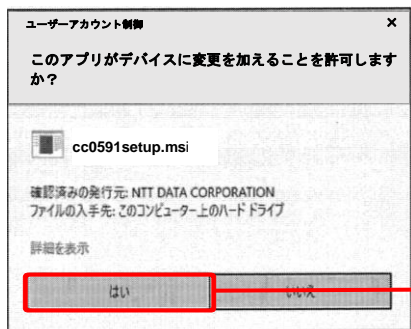 ユーザーアカウント制御 ×
このアプリがデバイスに変更を加えることを許可します
か?
cc0591setup.msi
確認済みの発行元: NTT DATA CORPORATION
ファイルの入手先: このコンピューター上のハード ドライブ
詳細を表示
はい いいえ